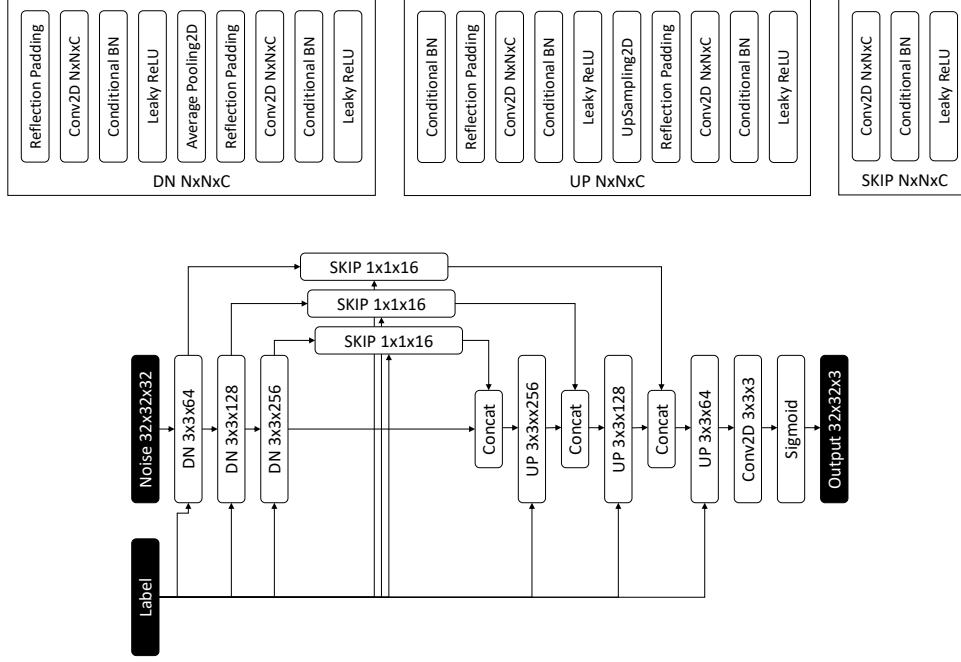 Reflection Padding
Conv2D NxNxC
Conditional BN
Leaky ReLU
Average Pooling2D
Reflection Padding
Conv2D NxNxC
Conditional BN
Leaky ReLU
DN NxNxC
Conditional BN
Reflection Padding
Conv2D NxNxC
Conditional BN
Leaky ReLU
UpSampling2D
Reflection Padding
Conv2D NxNxC
Conditional BN
Leaky ReLU
UP NxNxC
Conv2D NxNxC
Conditional BN
Leaky ReLU
SKIP NxNxC
SKIP 1x1x16
SKIP 1x1x16
SKIP 1x1x16
Noise 32x32x32
DN 3x3x64
DN 3x3x128
DN 3x3x256
Concat
UP 3x3xx256
Concat
UP 3x3x128
Concat
UP 3x3x64
Conv2D 3x3x3
Sigmoid
Output 32x32x3
Label